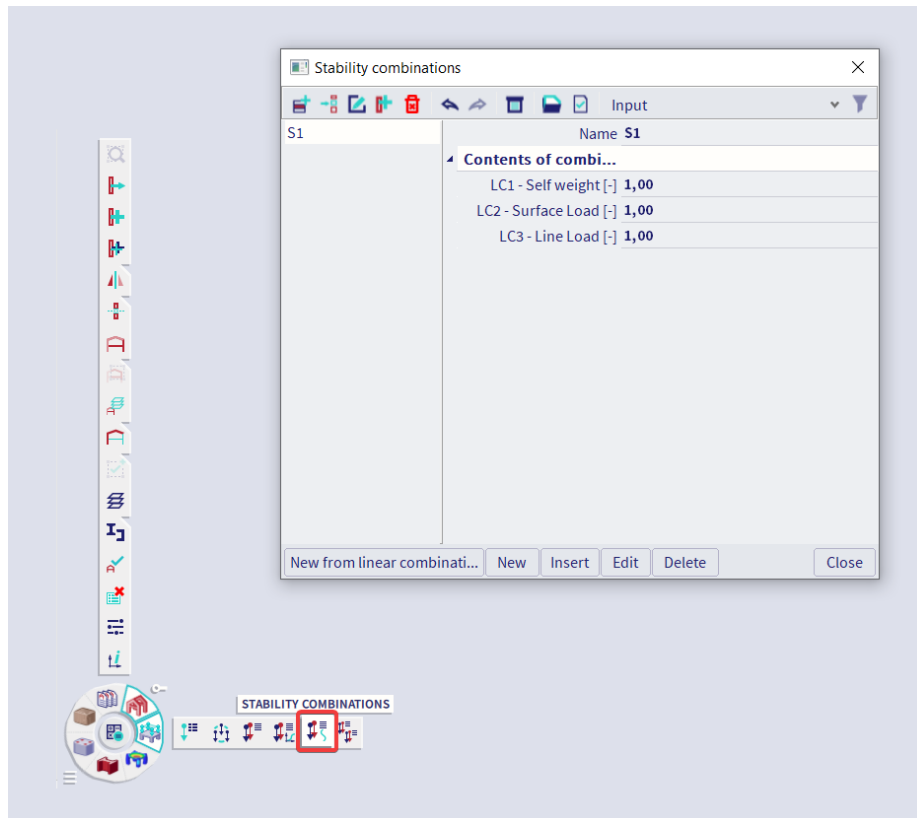 Stability combinations
Input
S1
Name S1
Contents of combi...
LC1 - Self weight [-] 1,00
LC2 - Surface Load [-] 1,00
LC3 - Line Load [-] 1,00
New from linear combinati... New Insert Edit Delete Close
STABILITY COMBINATIONS